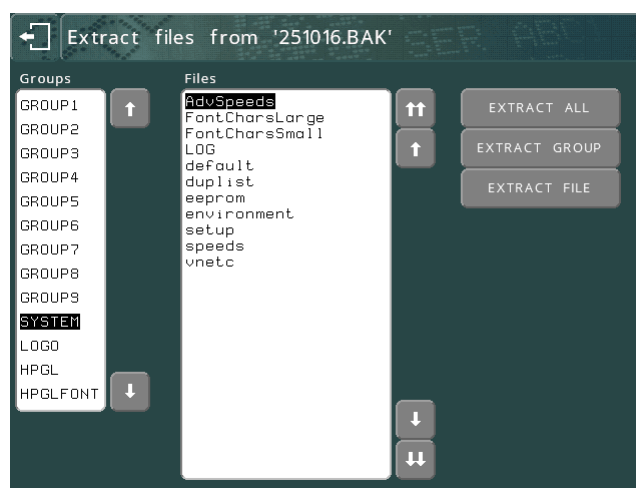 Extract files from '251016.BAK'
Groups
GROUP1
GROUP2
GROUP3
GROUP4
GROUP5
GROUP6
GROUP7
GROUP8
GROUP9
SYSTEM
LOGO
HPGL
HPGLFONT
Files
AdvSpeeds
FontCharsLarge
FontCharsSmall
LOG
default
duplist
eeprom
environment
setup
speeds
vnetc
EXTRACT ALL
EXTRACT GROUP
EXTRACT FILE